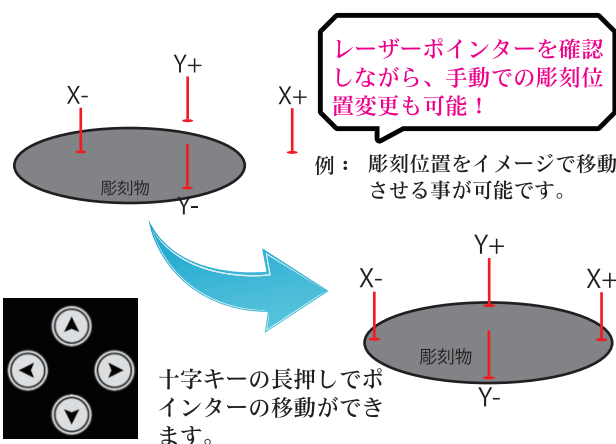 レーザーポインターを確認
しながら、手動での彫刻位
置変更も可能！
Y+
X-
X+
彫刻物
Y-
例： 彫刻位置をイメージで移動
させる事が可能です。
Y+
X-
X+
彫刻物
Y-
十字キーの長押しでポ
インターの移動ができ
ます。